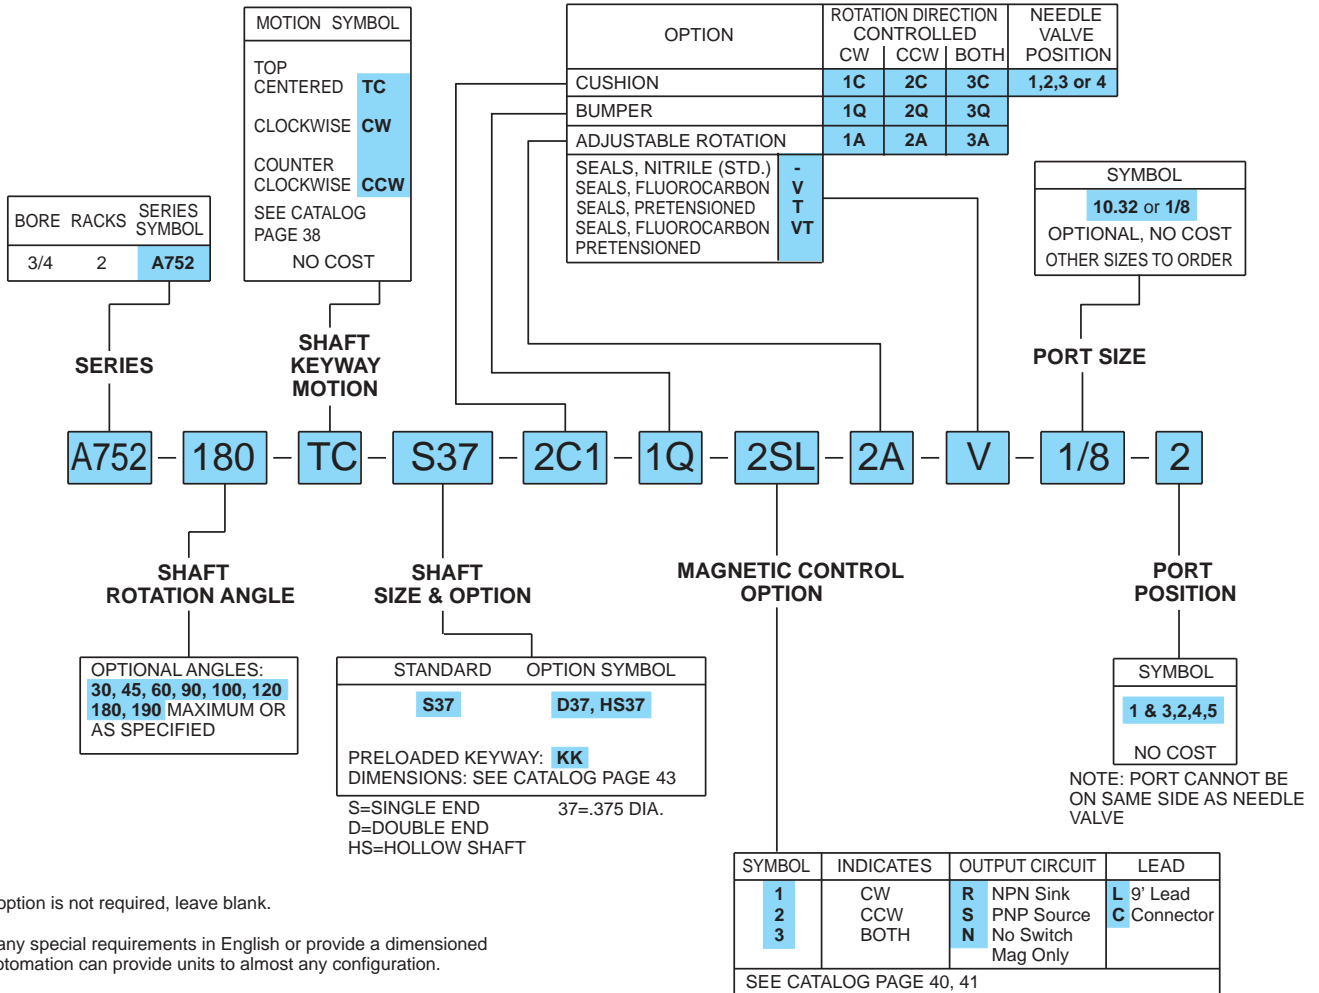 MOTION SYMBOL
TOP
CENTERED TC
CLOCKWISE CW
COUNTER
CLOCKWISE CCW
SEE CATALOG
PAGE 38
NO COST
OPTION
ROTATION DIRECTION
CONTROLLED
CW CCW BOTH
NEEDLE
VALVE
POSITION
CUSHION 1C 2C 3C 1,2,3 or 4
BUMPER 1Q 2Q 3Q
ADJUSTABLE ROTATION 1A 2A 3A
SEALS, NITRILE (STD.) -
SEALS, FLUOROCARBON V
SEALS, PRETENSIONED T
SEALS, FLUOROCARBON VT
PRETENSIONED
SYMBOL
10.32 or 1/8
OPTIONAL, NO COST
OTHER SIZES TO ORDER
BORE RACKS SERIES
SYMBOL
3/4 2 A752
SERIES
SHAFT
KEYWAY
MOTION
PORT SIZE
A752 - 180 - TC - S37 - 2C1 - 1Q - 2SL - 2A - V - 1/8 - 2
SHAFT
ROTATION ANGLE
SHAFT
SIZE & OPTION
MAGNETIC CONTROL
OPTION
PORT
POSITION
OPTIONAL ANGLES:
30, 45, 60, 90, 100, 120
180, 190 MAXIMUM OR
AS SPECIFIED
STANDARD OPTION SYMBOL
S37 D37, HS37
PRELOADED KEYWAY: KK
DIMENSIONS: SEE CATALOG PAGE 43
S=SINGLE END 37=.375 DIA.
D=DOUBLE END
HS=HOLLOW SHAFT
SYMBOL
1 & 3,2,4,5
NO COST
NOTE: PORT CANNOT BE
ON SAME SIDE AS NEEDLE
VALVE
SYMBOL INDICATES OUTPUT CIRCUIT LEAD
1 CW R NPN Sink L 9' Lead
2 CCW S PNP Source C Connector
3 BOTH N No Switch
Mag Only
SEE CATALOG PAGE 40, 41
option is not required, leave blank.
any special requirements in English or provide a dimensioned
otomation can provide units to almost any configuration.